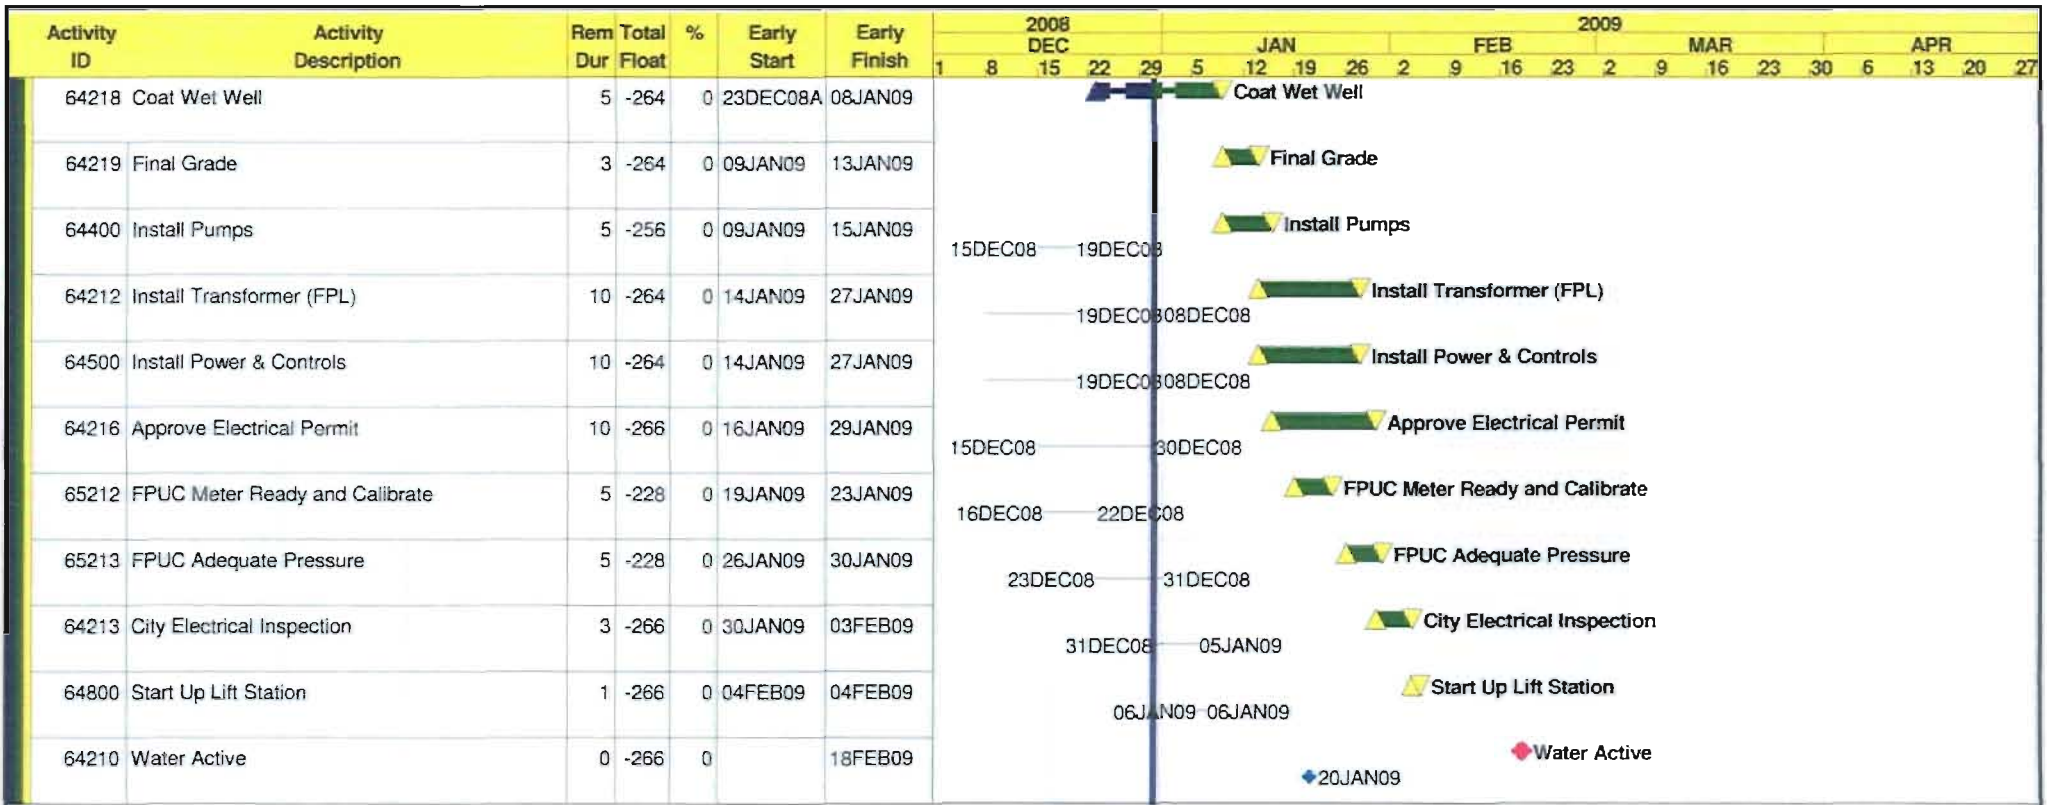 2008 2009
Activity Activity Rem Total % Early Early DEC JAN FEB MAR APR
ID Description Dur Float Start Finish 1 8 15 22 29 5 12 19 26 2 9 16 23 2 9 16 23 30 6 13 20 27
64218 Coat Wet Well 5 -264 0 23DEC08A 08JAN09 Coat Wet Well
64219 Final Grade 3 -264 0 09JAN09 13JAN09 Final Grade
64400 Install Pumps 5 -256 0 09JAN09 15JAN09 Install Pumps
15DEC08 19DEC08
64212 Install Transformer (FPL) 10 -264 0 14JAN09 27JAN09 Install Transformer (FPL)
19DEC08 08DEC08
64500 Install Power & Controls 10 -264 0 14JAN09 27JAN09 Install Power & Controls
19DEC08 08DEC08
64216 Approve Electrical Permit 10 -266 0 16JAN09 29JAN09 Approve Electrical Permit
15DEC08 30DEC08
65212 FPUC Meter Ready and Calibrate 5 -228 0 19JAN09 23JAN09 FPUC Meter Ready and Calibrate
16DEC08 22DEC08
65213 FPUC Adequate Pressure 5 -228 0 26JAN09 30JAN09 FPUC Adequate Pressure
23DEC08 31DEC08
64213 City Electrical Inspection 3 -266 0 30JAN09 03FEB09 City Electrical Inspection
31DEC08 05JAN09
64800 Start Up Lift Station 1 -266 0 04FEB09 04FEB09 Start Up Lift Station
06JAN09 06JAN09
64210 Water Active 0 -266 0 18FEB09 Water Active
20JAN09